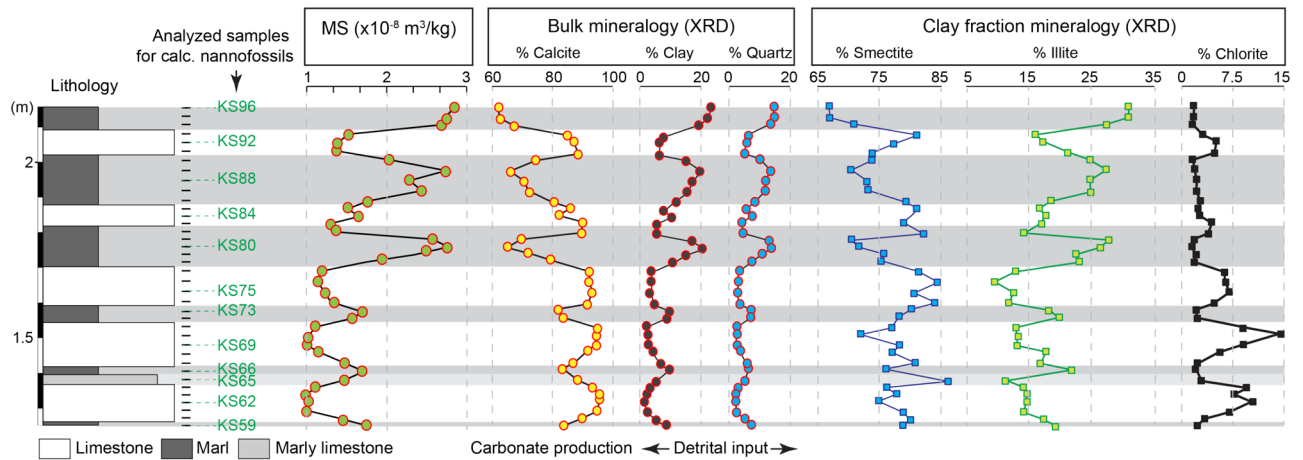 Analyzed samples
for calc. nannofossils
Lithology
(m)
MS (x10⁻⁸ m³/kg)
1 2 3
Bulk mineralogy (XRD)
% Calcite % Clay % Quartz
60 80 100 0 20 0 10 20
Clay fraction mineralogy (XRD)
% Smectite % Illite % Chlorite
65 75 85 5 15 25 35 0 7.5 15
KS96
KS92
2
KS88
KS84
KS80
KS75
KS73
1.5
KS69
KS66
KS65
KS62
KS59
Limestone Marl Marly limestone
Carbonate production Detrital input